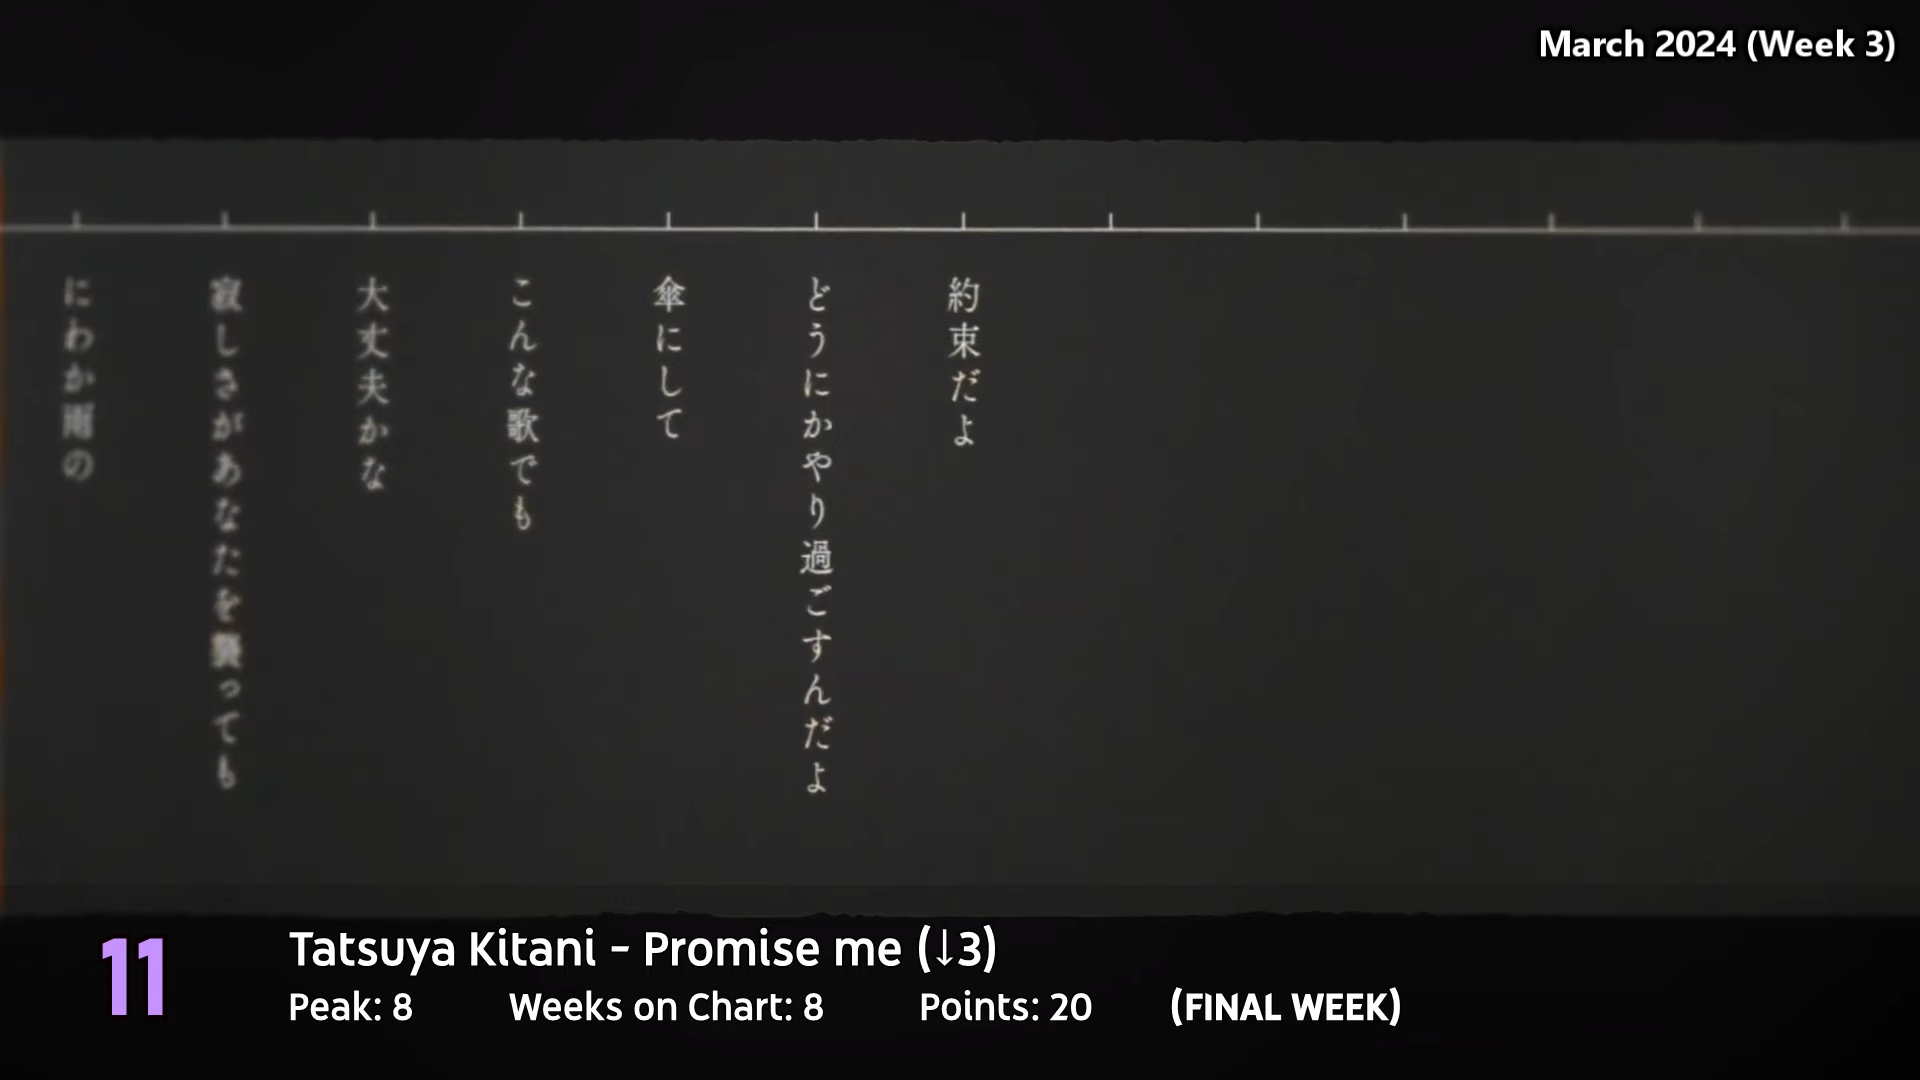 March 2024 (Week 3)
にわか雨の
寂しさがあなたを襲っても
大丈夫かな
こんな歌でも
傘にして
どうにかやり過ごすんだよ
約束だよ
11
Tatsuya Kitani - Promise me (↓3)
Peak: 8 Weeks on Chart: 8 Points: 20 (FINAL WEEK)